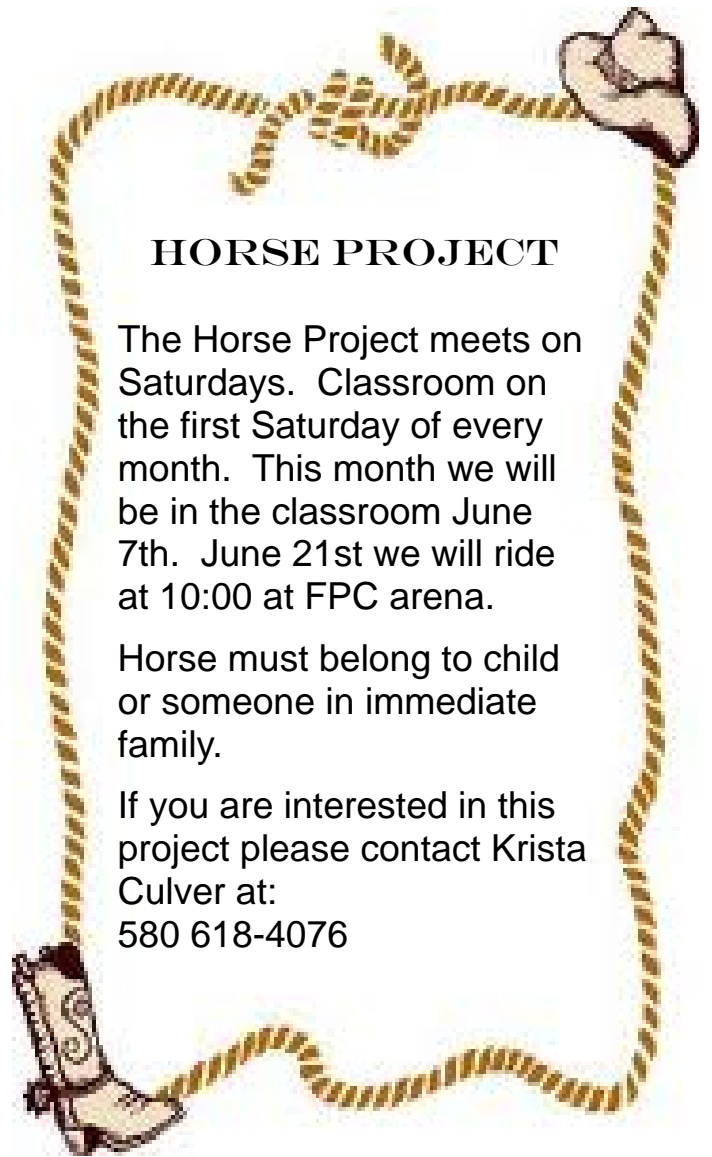 HORSE PROJECT
The Horse Project meets on
Saturdays.  Classroom on
the first Saturday of every
month.  This month we will
be in the classroom June
7th.  June 21st we will ride
at 10:00 at FPC arena.
Horse must belong to child
or someone in immediate
family.
If you are interested in this
project please contact Krista
Culver at:
580 618-4076